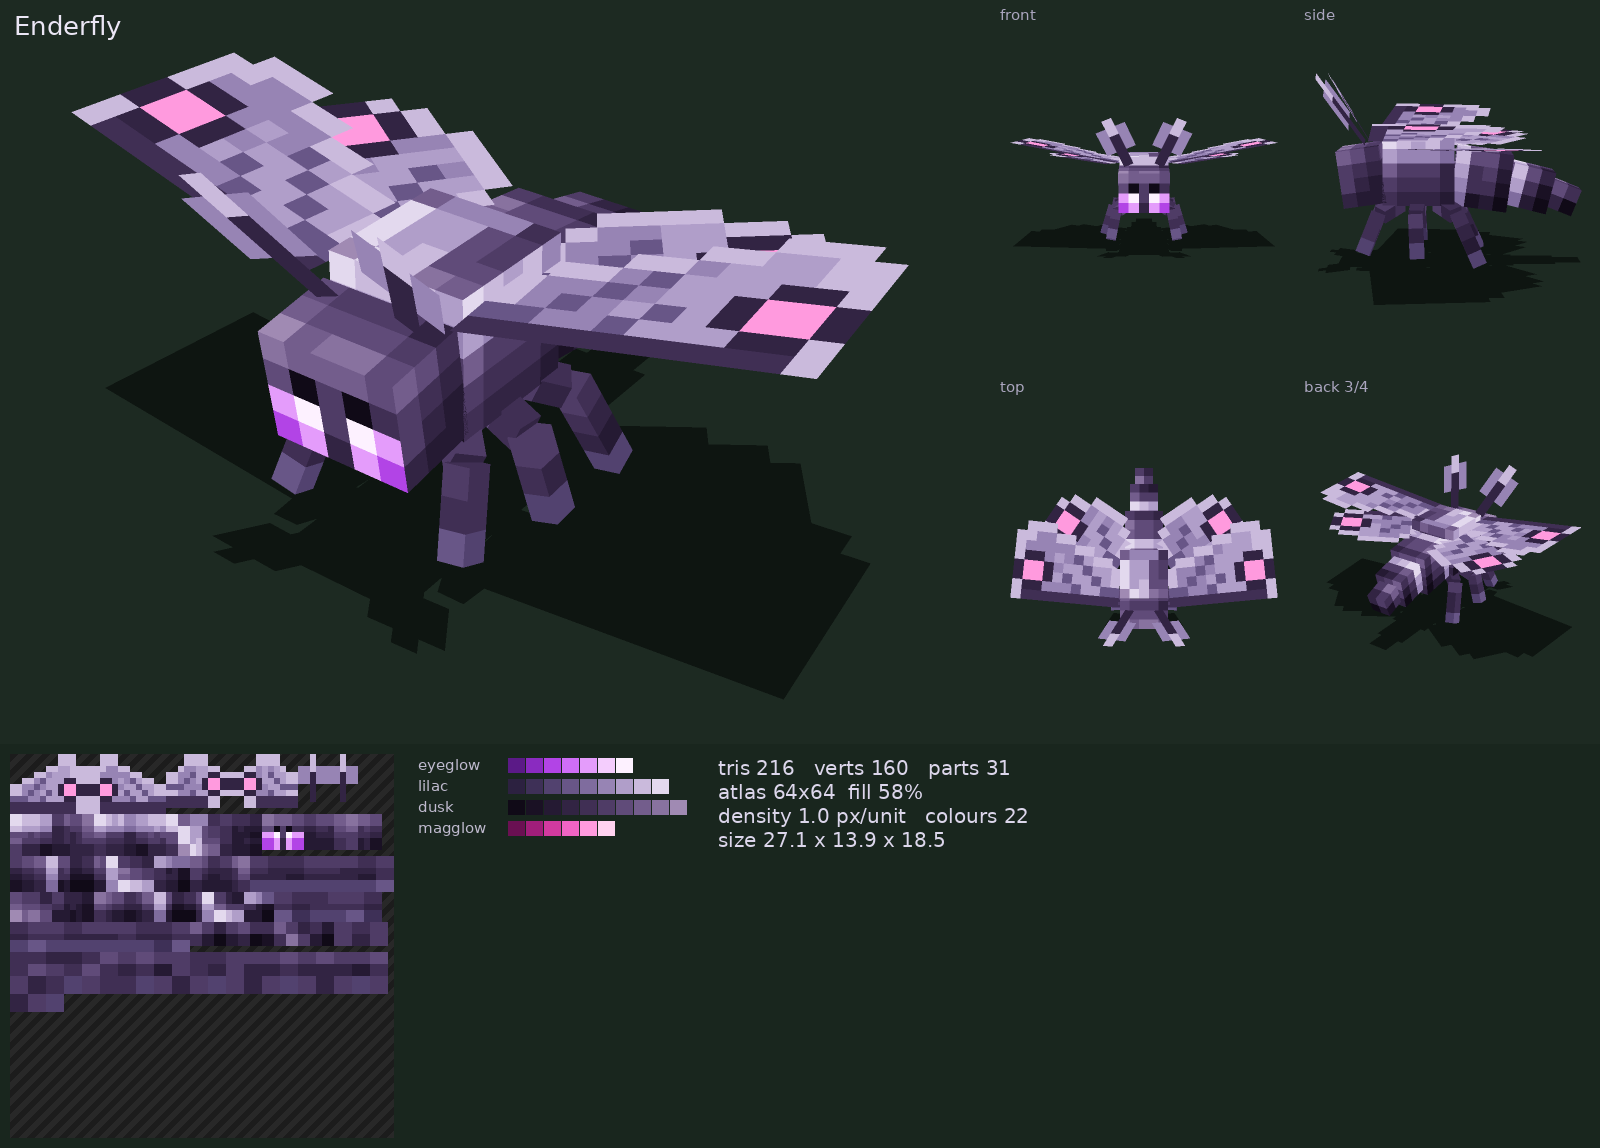 Enderfly
front
side
top
back 3/4
eyeglow
lilac
dusk
magglow
tris 216 verts 160 parts 31
atlas 64x64 fill 58%
density 1.0 px/unit colours 22
size 27.1 x 13.9 x 18.5